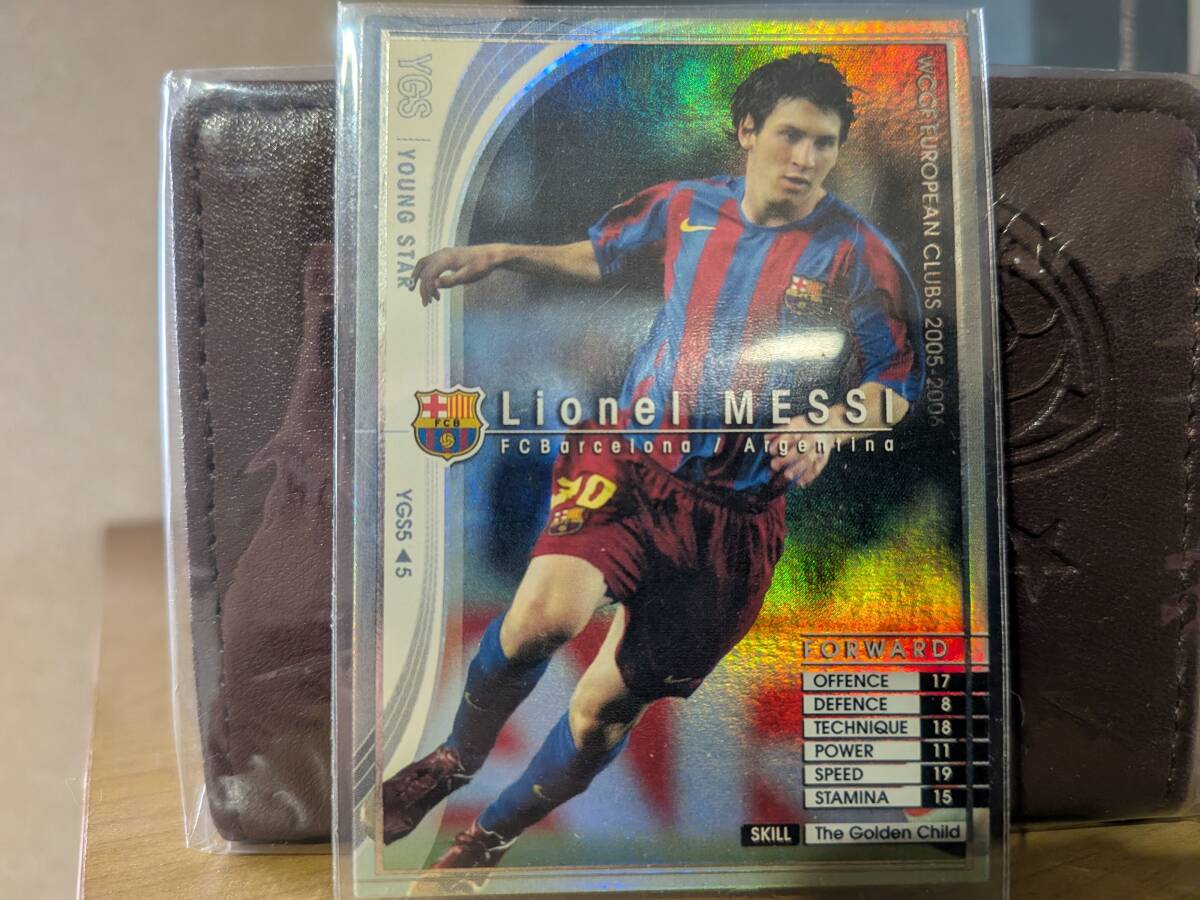 YGS
YOUNG STAR
WCCF EUROPEAN CLUBS 2005-2006
FCB
Lionel MESSI
FCBarcelona / Argentina
YGS5 ◀ 5
FORWARD
OFFENCE 17
DEFENCE 8
TECHNIQUE 18
POWER 11
SPEED 19
STAMINA 15
SKILL The Golden Child